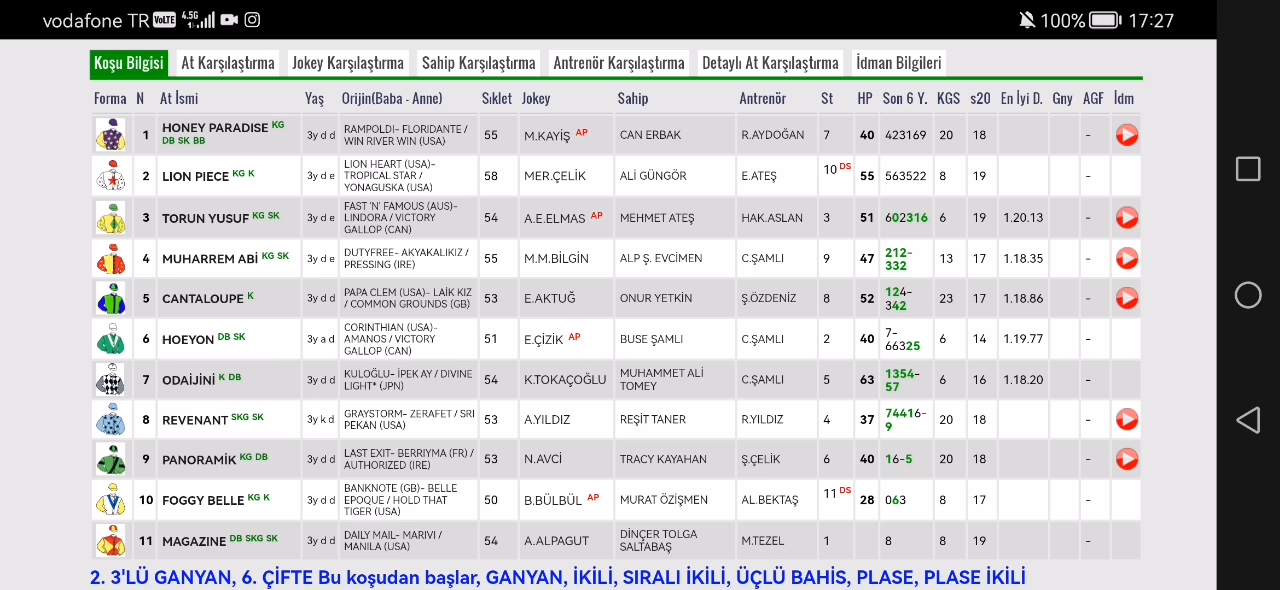 vodafone TR VoLTE 4.5G 100% 17:27
Koşu Bilgisi At Karşılaştırma Jokey Karşılaştırma Sahip Karşılaştırma Antrenör Karşılaştırma Detaylı At Karşılaştırma İdman Bilgileri
Forma N At İsmi Yaş Orijin(Baba - Anne) Sıklet Jokey Sahip Antrenör St HP Son 6 Y. KGS s20 En İyi D. Gny AGF İdm
1 HONEY PARADISE KG DB SK BB 3y d d RAMPOLDI- FLORIDANTE / WIN RIVER WIN (USA) 55 M.KAYİŞ AP CAN ERBAK R.AYDOĞAN 7 40 423169 20 18 -
2 LION PIECE KG K 3y d e LION HEART (USA)- TROPICAL STAR / YONAGUSKA (USA) 58 MER.ÇELİK ALİ GÜNGÖR E.ATEŞ 10 DS 55 563522 8 19 -
3 TORUN YUSUF KG SK 3y d e FAST 'N' FAMOUS (AUS)- LINDORA / VICTORY GALLOP (CAN) 54 A.E.ELMAS AP MEHMET ATEŞ HAK.ASLAN 3 51 602316 6 19 1.20.13 -
4 MUHARREM ABİ KG SK 3y d e DUTYFREE- AKYAKALIKIZ / PRESSING (IRE) 55 M.M.BİLGİN ALP Ş. EVCİMEN C.ŞAMLI 9 47 212-332 13 17 1.18.35 -
5 CANTALOUPE K 3y d d PAPA CLEM (USA)- LAİK KIZ / COMMON GROUNDS (GB) 53 E.AKTUĞ ONUR YETKİN Ş.ÖZDENİZ 8 52 124-342 23 17 1.18.86 -
6 HOEYON DB SK 3y a d CORINTHIAN (USA)- AMANOS / VICTORY GALLOP (CAN) 51 E.ÇİZİK AP BUSE ŞAMLI C.ŞAMLI 2 40 7-66325 6 14 1.19.77 -
7 ODAİJİNİ K DB 3y d d KULOĞLU- İPEK AY / DIVINE LIGHT* (JPN) 54 K.TOKAÇOĞLU MUHAMMET ALİ TOMEY C.ŞAMLI 5 63 1354-57 6 16 1.18.20 -
8 REVENANT SKG SK 3y k d GRAYSTORM- ZERAFET / SRI PEKAN (USA) 53 A.YILDIZ REŞİT TANER R.YILDIZ 4 37 74416-9 20 18 -
9 PANORAMİK KG DB 3y d d LAST EXIT- BERRIYMA (FR) / AUTHORIZED (IRE) 53 N.AVCİ TRACY KAYAHAN Ş.ÇELİK 6 40 16-5 20 18 -
10 FOGGY BELLE KG K 3y d d BANKNOTE (GB)- BELLE EPOQUE / HOLD THAT TIGER (USA) 50 B.BÜLBÜL AP MURAT ÖZİŞMEN AL.BEKTAŞ 11 DS 28 063 8 17 -
11 MAGAZINE DB SKG SK 3y d d DAILY MAIL- MARIVI / MANILA (USA) 54 A.ALPAGUT DİNÇER TOLGA SALTABAŞ M.TEZEL 1 8 8 19 -
2. 3'LÜ GANYAN, 6. ÇİFTE Bu koşudan başlar, GANYAN, İKİLİ, SIRALI İKİLİ, ÜÇLÜ BAHİS, PLASE, PLASE İKİLİ